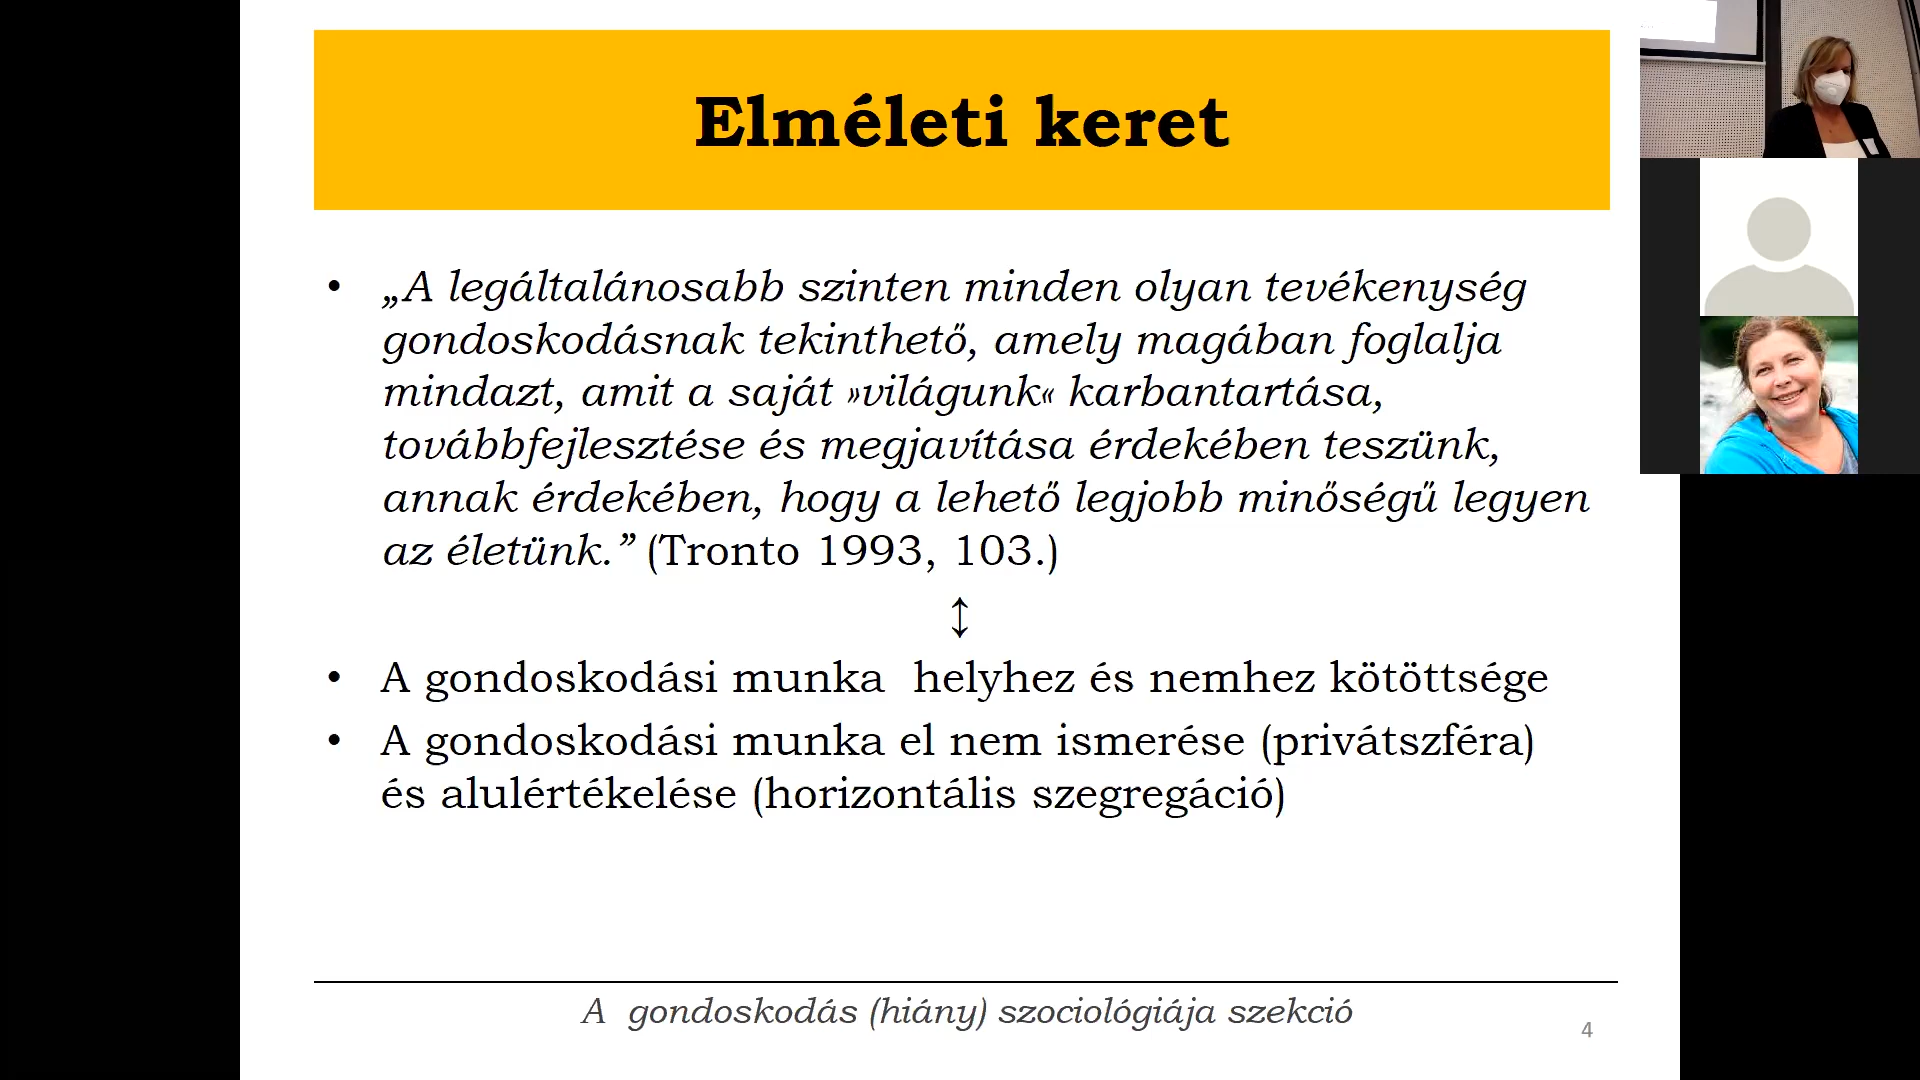 Elméleti keret
• „A legáltalánosabb szinten minden olyan tevékenység
gondoskodásnak tekinthető, amely magában foglalja
mindazt, amit a saját »világunk« karbantartása,
továbbfejlesztése és megjavítása érdekében teszünk,
annak érdekében, hogy a lehető legjobb minőségű legyen
az életünk.” (Tronto 1993, 103.)
↕
• A gondoskodási munka  helyhez és nemhez kötöttsége
• A gondoskodási munka el nem ismerése (privátszféra)
és alulértékelése (horizontális szegregáció)
A  gondoskodás (hiány) szociológiája szekció
4